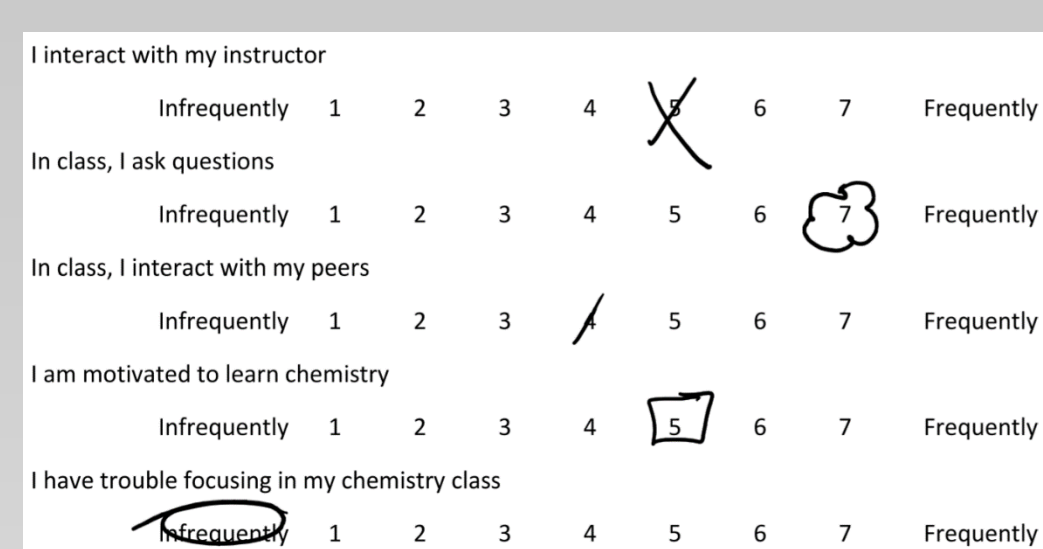 I interact with my instructor
Infrequently 1 2 3 4 5 6 7 Frequently
In class, I ask questions
Infrequently 1 2 3 4 5 6 7 Frequently
In class, I interact with my peers
Infrequently 1 2 3 4 5 6 7 Frequently
I am motivated to learn chemistry
Infrequently 1 2 3 4 5 6 7 Frequently
I have trouble focusing in my chemistry class
Infrequently 1 2 3 4 5 6 7 Frequently